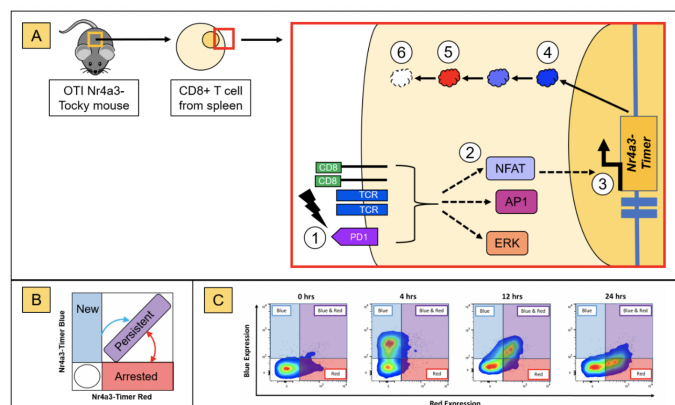 A
OTI Nr4a3-
Tocky mouse
CD8+ T cell
from spleen
6
5
4
Nr4a3-
Timer
2
NFAT
3
CD8
CD8
TCR
TCR
AP1
1
PD1
ERK
B
Nr4a3-Timer Blue
New
Persistent
Arrested
Nr4a3-Timer Red
C
0 hrs
4 hrs
12 hrs
24 hrs
Blue Expression
Blue
Blue & Red
Blue
Blue & Red
Blue
Blue & Red
Blue
Blue & Red
Red
Red
Red
Red
Red Expression